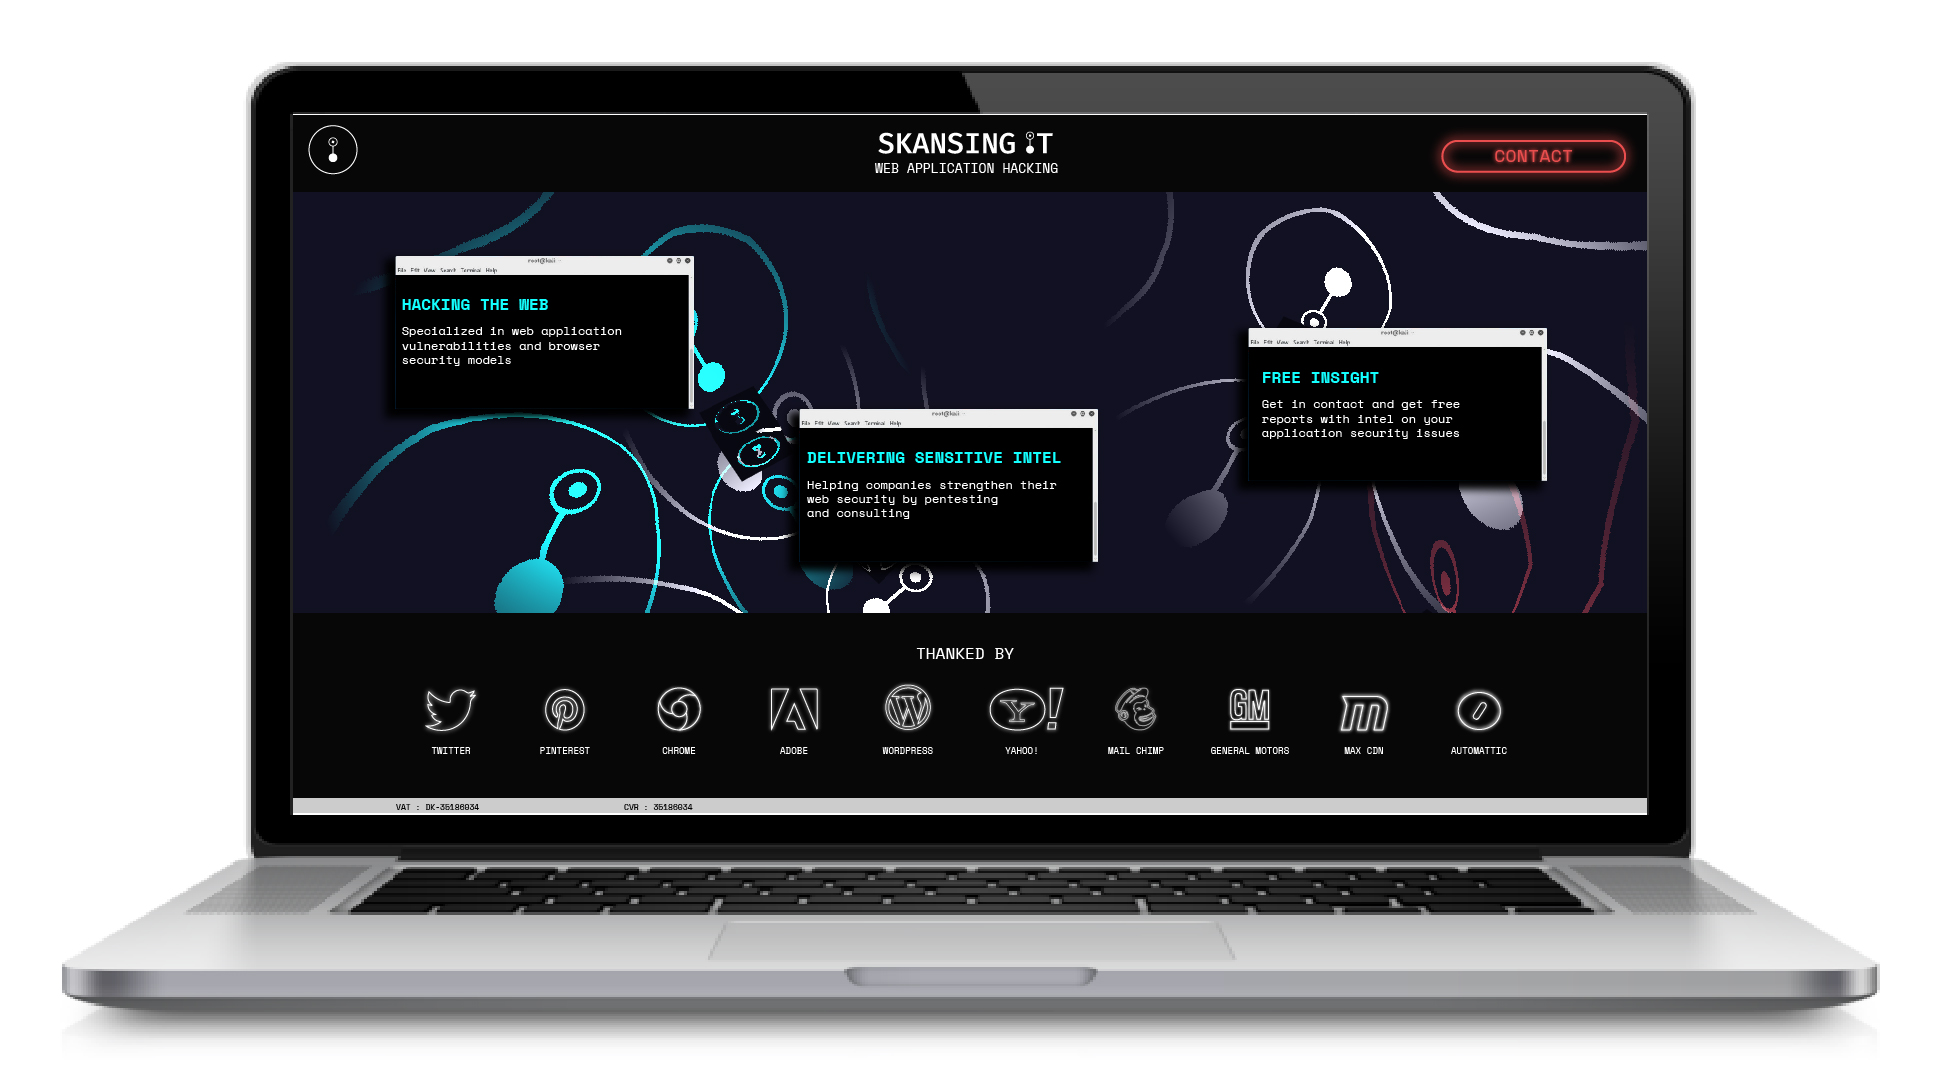 SKANSING IT
WEB APPLICATION HACKING
CONTACT
root@kali: ~
File Edit View Search Terminal Help
HACKING THE WEB
Specialized in web application
vulnerabilities and browser
security models
root@kali: ~
File Edit View Search Terminal Help
FREE INSIGHT
Get in contact and get free
reports with intel on your
application security issues
root@kali: ~
File Edit View Search Terminal Help
DELIVERING SENSITIVE INTEL
Helping companies strengthen their
web security by pentesting
and consulting
THANKED BY
Y!
GM
TWITTER PINTEREST CHROME ADOBE WORDPRESS YAHOO! MAIL CHIMP GENERAL MOTORS MAX CDN AUTOMATTIC
VAT : DK-35186034 CVR : 35186034